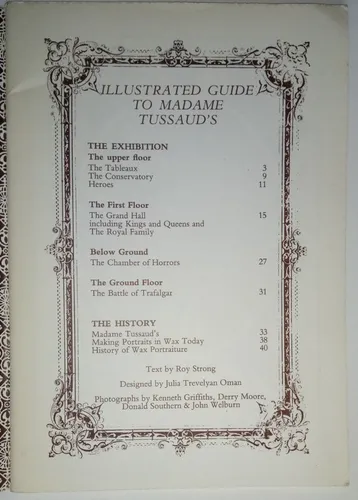 ILLUSTRATED GUIDE
TO MADAME
TUSSAUD'S
THE EXHIBITION
The upper floor
The Tableaux 3
The Conservatory 9
Heroes 11
The First Floor
The Grand Hall 15
including Kings and Queens and
The Royal Family
Below Ground
The Chamber of Horrors 27
The Ground Floor
The Battle of Trafalgar 31
THE HISTORY
Madame Tussaud's 33
Making Portraits in Wax Today 38
History of Wax Portraiture 40
Text by Roy Strong
Designed by Julia Trevelyan Oman
Photographs by Kenneth Griffiths, Derry Moore,
Donald Southern & John Welburn